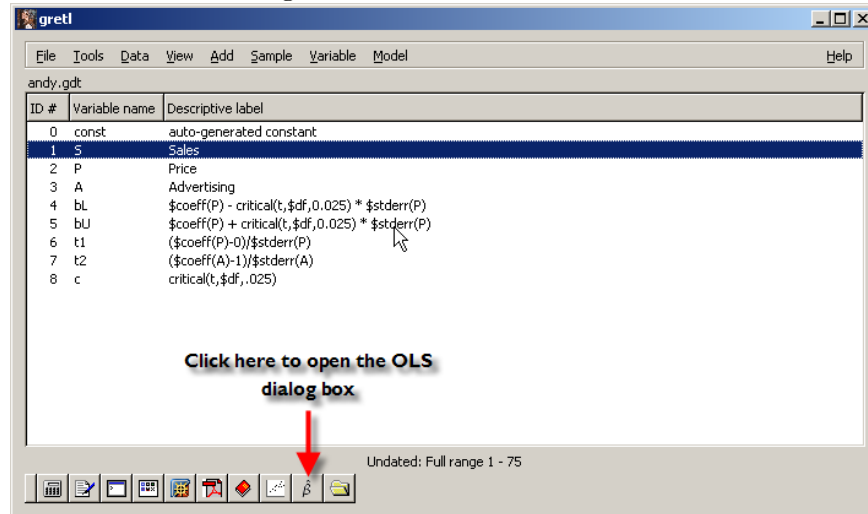 gretl
File Tools Data View Add Sample Variable Model Help
andy.gdt
ID # Variable name Descriptive label
0 const auto-generated constant
1 S Sales
2 P Price
3 A Advertising
4 bL $coeff(P) - critical(t,$df,0.025) * $stderr(P)
5 bU $coeff(P) + critical(t,$df,0.025) * $stderr(P)
6 t1 ($coeff(P)-0)/$stderr(P)
7 t2 ($coeff(A)-1)/$stderr(A)
8 c critical(t,$df,.025)
Click here to open the OLS
dialog box
Undated: Full range 1 - 75
β̂